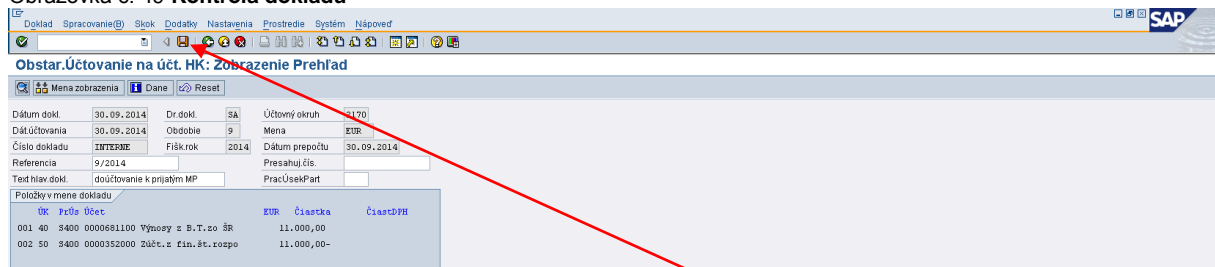 Obrazovka č. 48 Kontrola dokladu
Doklad Spracovanie(B) Skok Dodatky Nastavenia Prostredie Systém Nápoveď
SAP
Obstar.Účtovanie na účt. HK: Zobrazenie Prehľad
Mena zobrazenia Dane Reset
Dátum dokl. 30.09.2014 Dr.dokl. SA Účtovný okruh 3170
Dát.účtovania 30.09.2014 Obdobie 9 Mena EUR
Číslo dokladu INTERNE Fišk.rok 2014 Dátum prepočtu 30.09.2014
Referencia 9/2014 Presahuj.čís.
Text hlav.dokl. doúčtovanie k prijatým MP PracÚsekPart
Položky v mene dokladu
ÚK PrÚs Účet EUR Čiastka ČiastDPH
001 40 S400 0000681100 Výnosy z B.T.zo ŠR 11.000,00
002 50 S400 0000352000 Zúčt.z fin.št.rozpo 11.000,00-